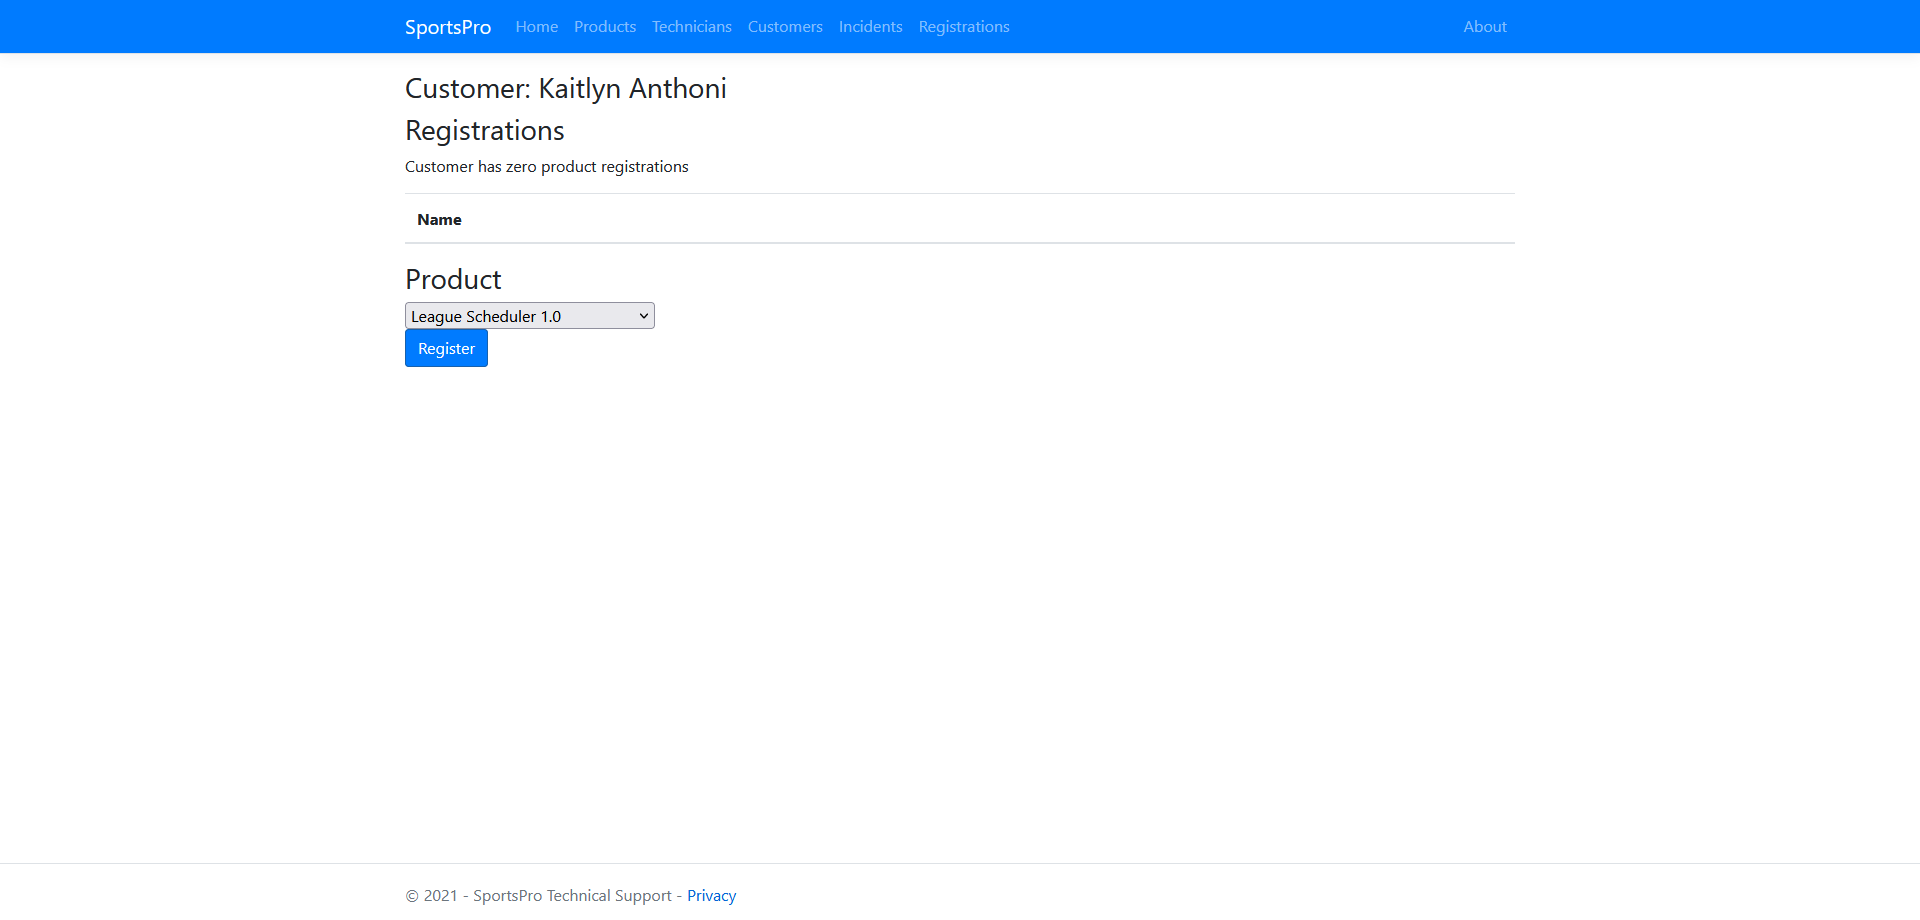 SportsPro Home Products Technicians Customers Incidents Registrations About
Customer: Kaitlyn Anthoni
Registrations
Customer has zero product registrations
Name
Product
League Scheduler 1.0
Register
© 2021 - SportsPro Technical Support - Privacy